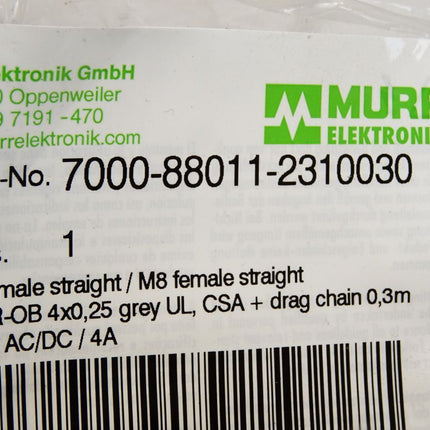 ektronik GmbH
0 Oppenweiler
9 7191 -470
rrelektronik.com
MURR
ELEKTRONIK
-No. 7000-88011-2310030
s. 1
male straight / M8 female straight
R-OB 4x0,25 grey UL, CSA + drag chain 0,3m
AC/DC / 4A